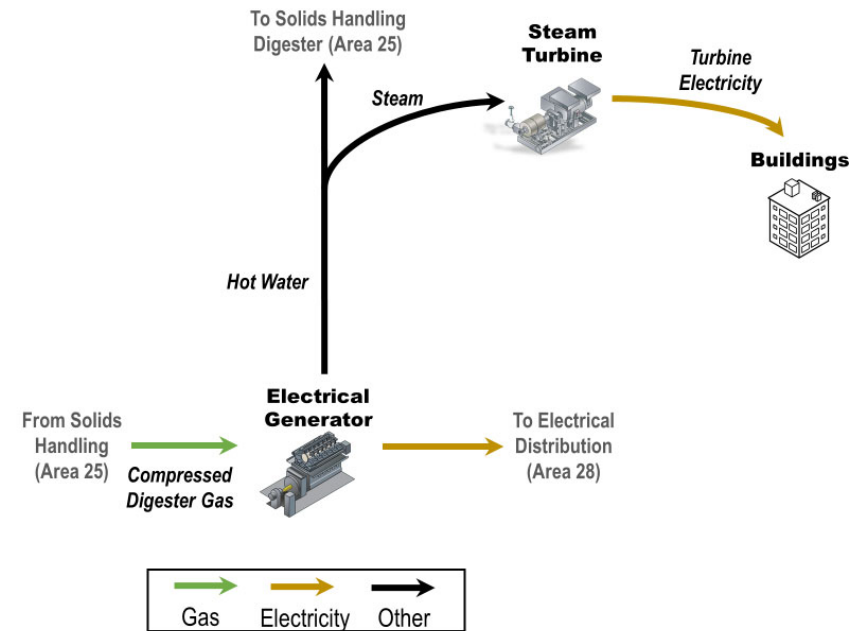 To Solids Handling
Digester (Area 25)
Steam
Turbine
Turbine
Electricity
Steam
Buildings
Hot Water
Electrical
Generator
From Solids
Handling
(Area 25)
Compressed
Digester Gas
To Electrical
Distribution
(Area 28)
Gas
Electricity
Other